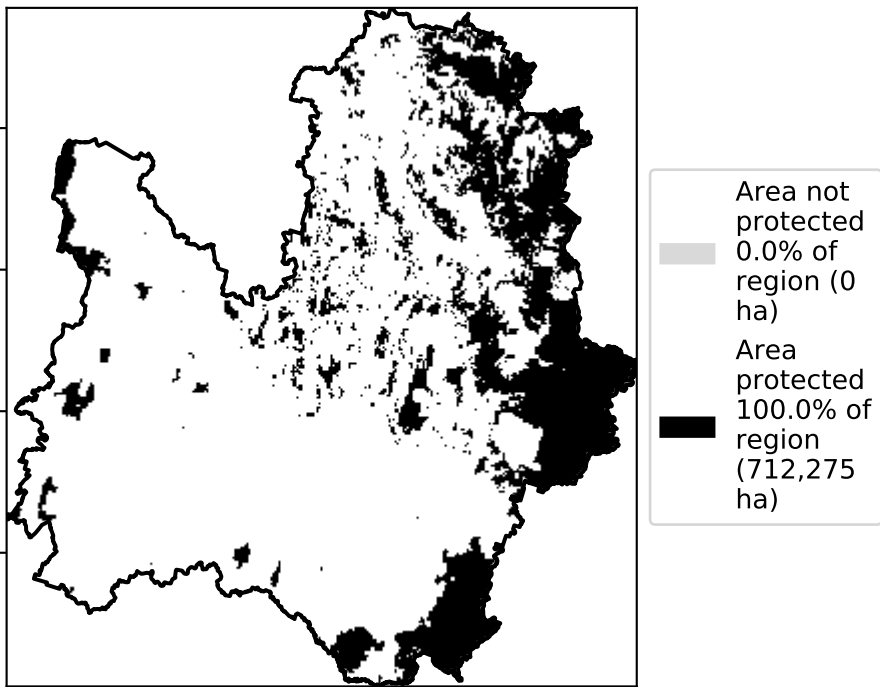 Area not
protected
0.0% of
region (0
ha)
Area
protected
100.0% of
region
(712,275
ha)